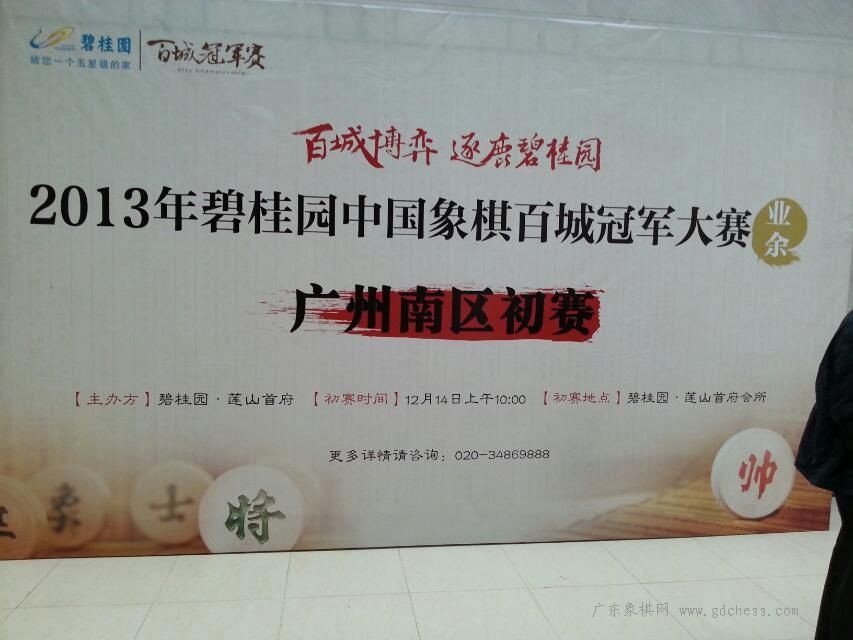 碧桂园 百城冠军赛
给您一个五星级的家 City Championship
百城博弈 逐鹿碧桂园
2013年碧桂园中国象棋百城冠军大赛 业余
广州南区初赛
【主办方】碧桂园·莲山首府 【初赛时间】12月14日上午10:00 【初赛地点】碧桂园·莲山首府会所
更多详情请咨询：020-34869888
象 士 将 帅
广东象棋网 www.gdchess.com